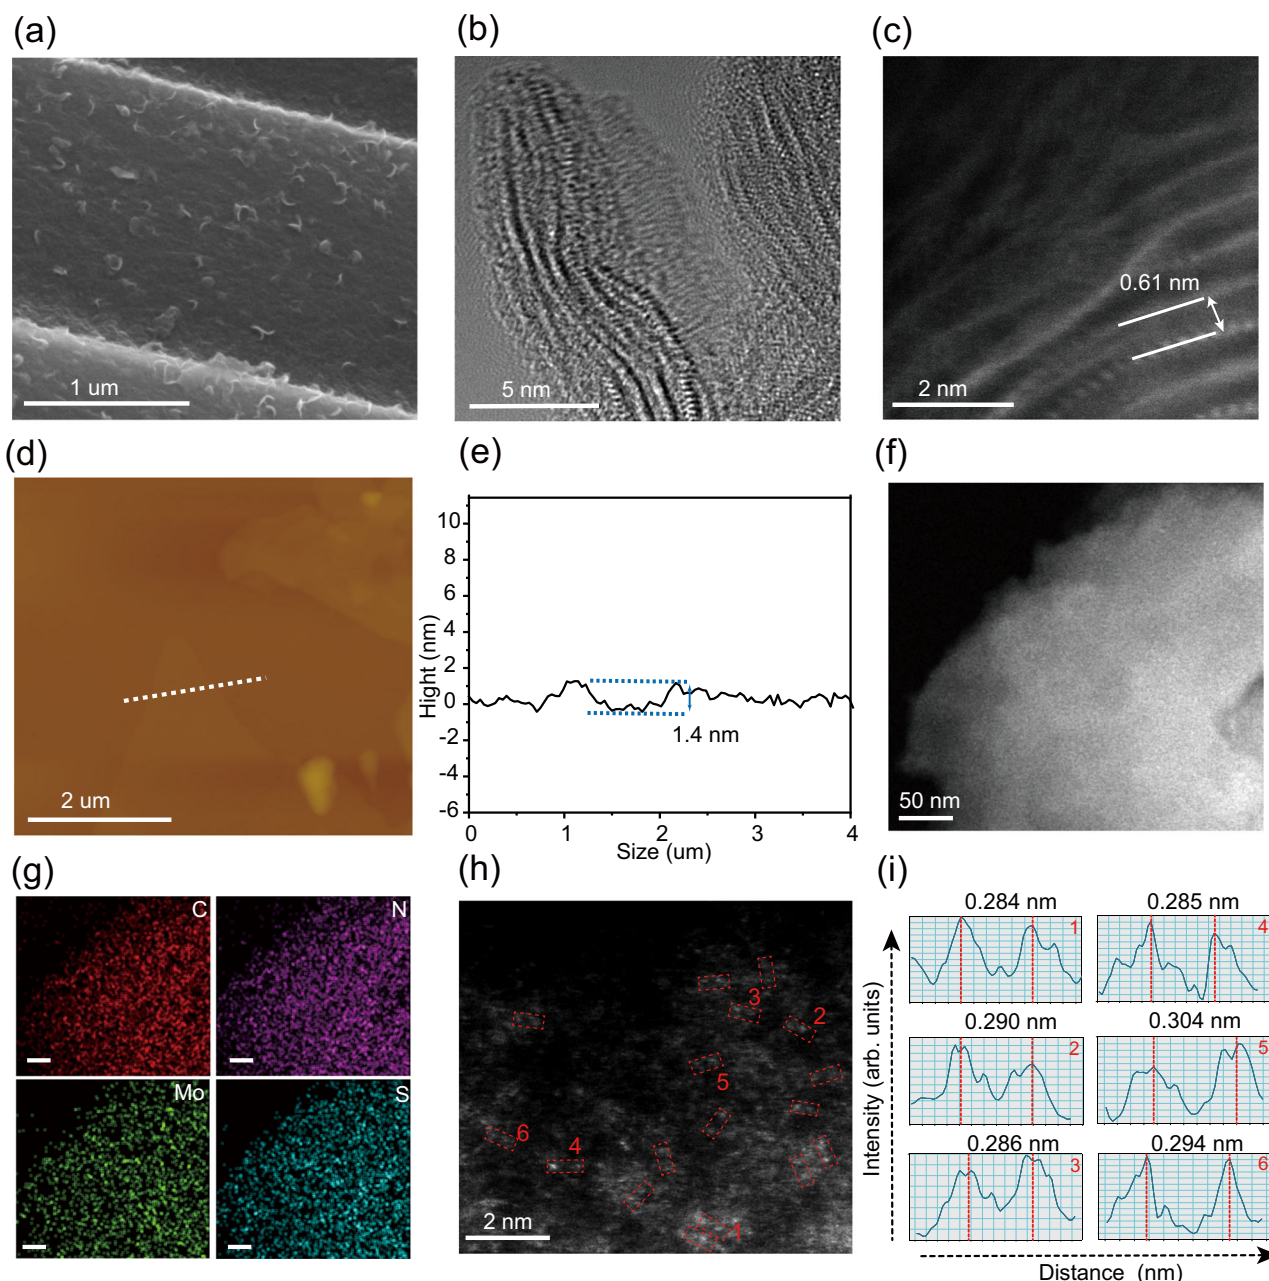 (a)
1 um
(b)
5 nm
(c)
0.61 nm
2 nm
(d)
2 um
(e)
Hight (nm)
10
8
6
4
2
0
-2
-4
-6
1.4 nm
0 1 2 3 4
Size (um)
(f)
50 nm
(g)
C
N
Mo
S
(h)
3
2
5
6
4
1
2 nm
(i)
Intensity (arb. units)
0.284 nm
1
0.285 nm
4
0.290 nm
2
0.304 nm
5
0.286 nm
3
0.294 nm
6
Distance (nm)